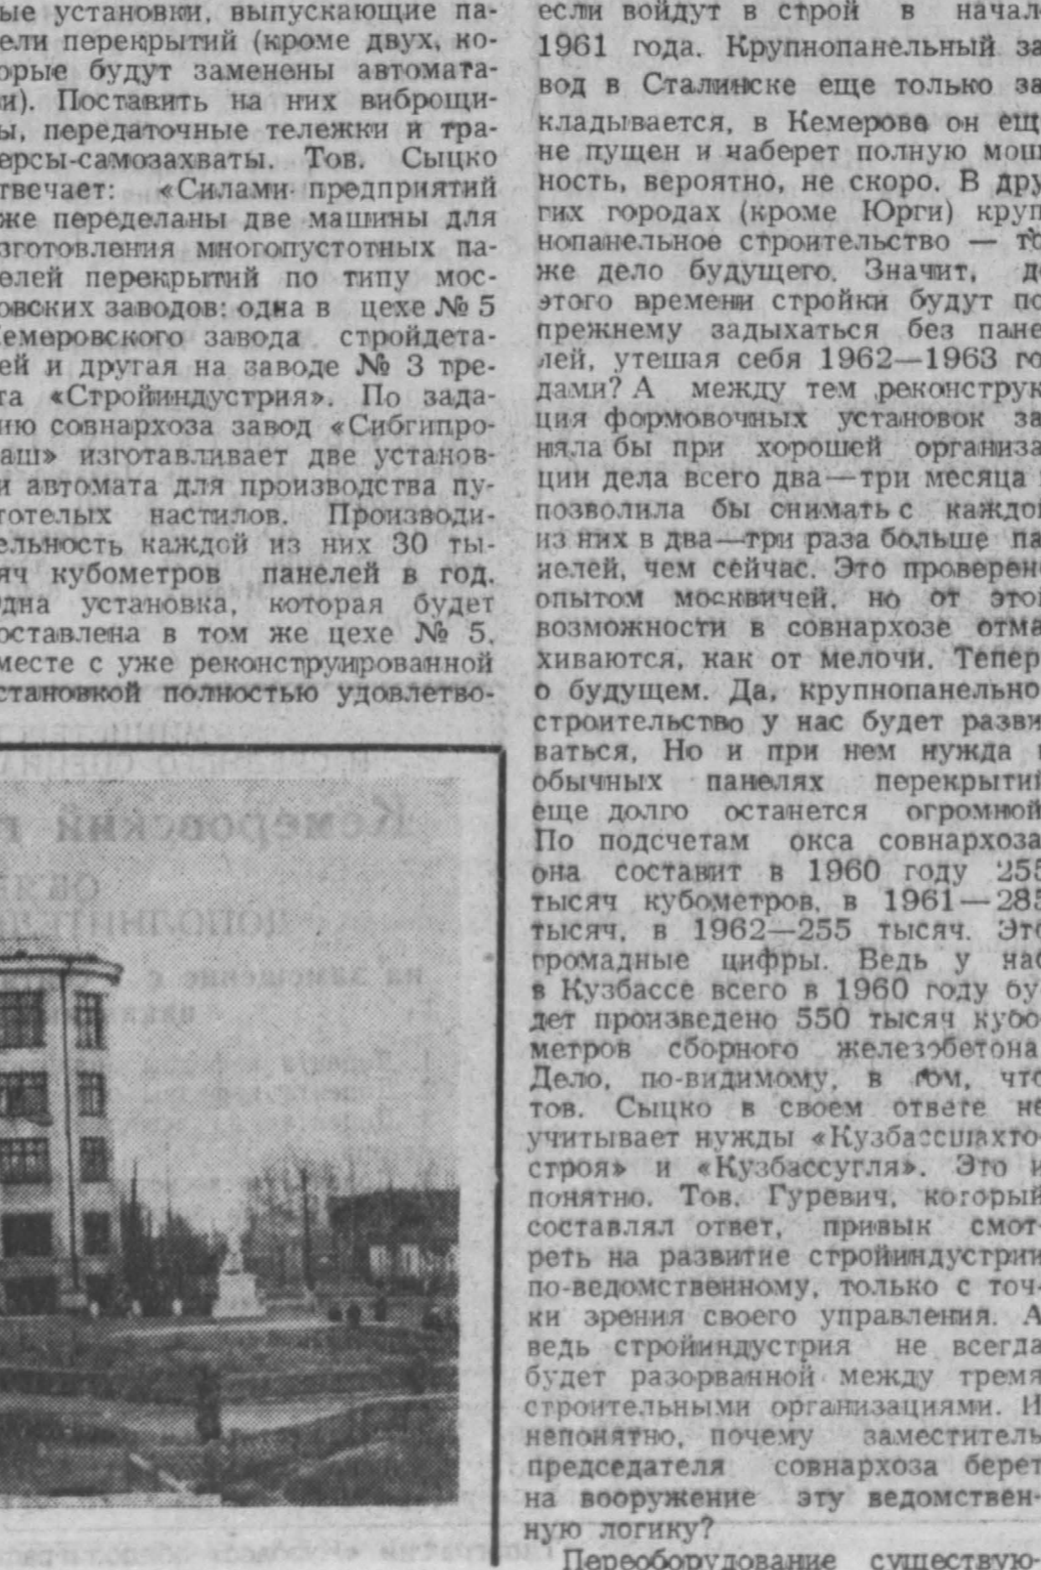 ые установки, выпускающие па-
ели перекрытий (кроме двух, ко-
орые будут заменены автомата-
и). Поставить на них виброщи-
ы, передаточные тележки и тра-
ерсы-самозахваты. Тов. Сыцко
твечает: «Силами предприятий
же переделаны две машины для
зготовления многопустотных па-
елей перекрытий по типу мос-
овских заводов: одна в цехе № 5
емеровского завода стройдета-
ей и другая на заводе № 3 тре-
та «Стройиндустрия». По зада-
ию совнархоза завод «Сибгипро-
аш» изготавливает две установ-
и автомата для производства пу-
тотелых настилов. Производи-
ельность каждой из них 30 ты-
яч кубометров панелей в год.
дна установка, которая будет
оставлена в том же цехе № 5,
месте с уже реконструированной
становкой полностью удовлетво-
если войдут в строй в начал
1961 года. Крупнопанельный за
вод в Сталинске еще только за
кладывается, в Кемерове он ещ
не пущен и наберет полную мощ
ность, вероятно, не скоро. В дру
гих городах (кроме Юрги) круп
нопанельное строительство — то
же дело будущего. Значит, д
этого времени стройки будут по
прежнему задыхаться без пане
лей, утешая себя 1962—1963 го
дами? А между тем реконструк
ция формовочных установок за
няла бы при хорошей организа
ции дела всего два—три месяца
позволила бы снимать с каждой
из них в два—три раза больше па
нелей, чем сейчас. Это проверен
опытом москвичей, но от этой
возможности в совнархозе отма
хиваются, как от мелочи. Тепер
о будущем. Да, крупнопанельно
строительство у нас будет разви
ваться, Но и при нем нужда в
обычных панелях перекрытий
еще долго останется огромной
По подсчетам окса совнархоза
она составит в 1960 году 255
тысяч кубометров, в 1961—285
тысяч, в 1962—255 тысяч. Это
громадные цифры. Ведь у нас
в Кузбассе всего в 1960 году бу
дет произведено 550 тысяч кубо
метров сборного железобетона
Дело, по-видимому, в том, что
тов. Сыцко в своем ответе не
учитывает нужды «Кузбассшахто
строя» и «Кузбассугля». Это и
понятно. Тов. Гуревич, который
составлял ответ, привык смот-
реть на развитие стройиндустрии
по-ведомственному, только с точ-
ки зрения своего управления. А
ведь стройиндустрия не всегда
будет разорванной между тремя
строительными организациями. И
непонятно, почему заместитель
председателя совнархоза берет
на вооружение эту ведомствен-
ную логику?
Переоборудование существую-